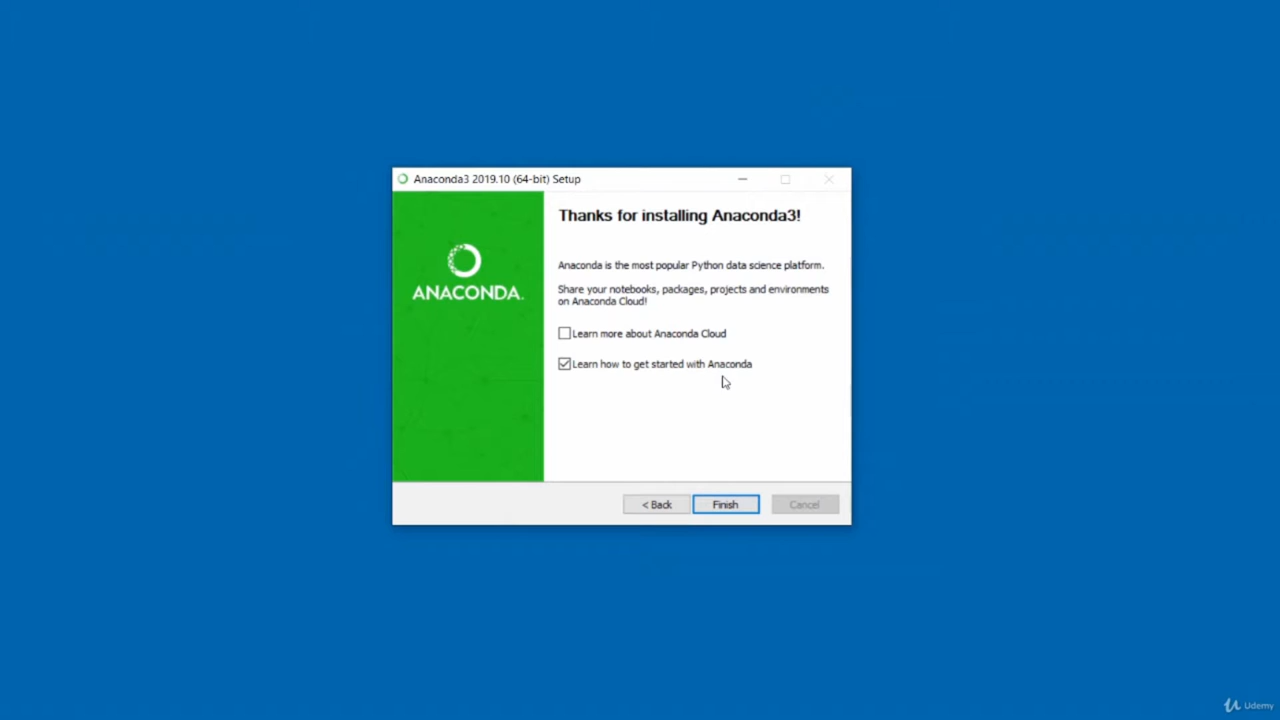 Anaconda3 2019.10 (64-bit) Setup
ANACONDA.
Thanks for installing Anaconda3!
Anaconda is the most popular Python data science platform.
Share your notebooks, packages, projects and environments
on Anaconda Cloud!
Learn more about Anaconda Cloud
Learn how to get started with Anaconda
< Back
Finish
Cancel
Udemy